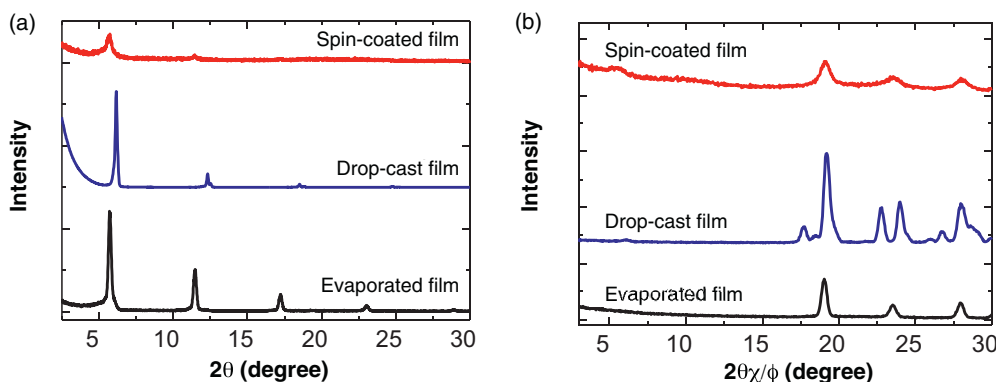 (a)
Spin-coated film
Drop-cast film
Evaporated film
Intensity
5 10 15 20 25 30
2θ (degree)
(b)
Spin-coated film
Drop-cast film
Evaporated film
Intensity
5 10 15 20 25 30
2θχ/ϕ (degree)